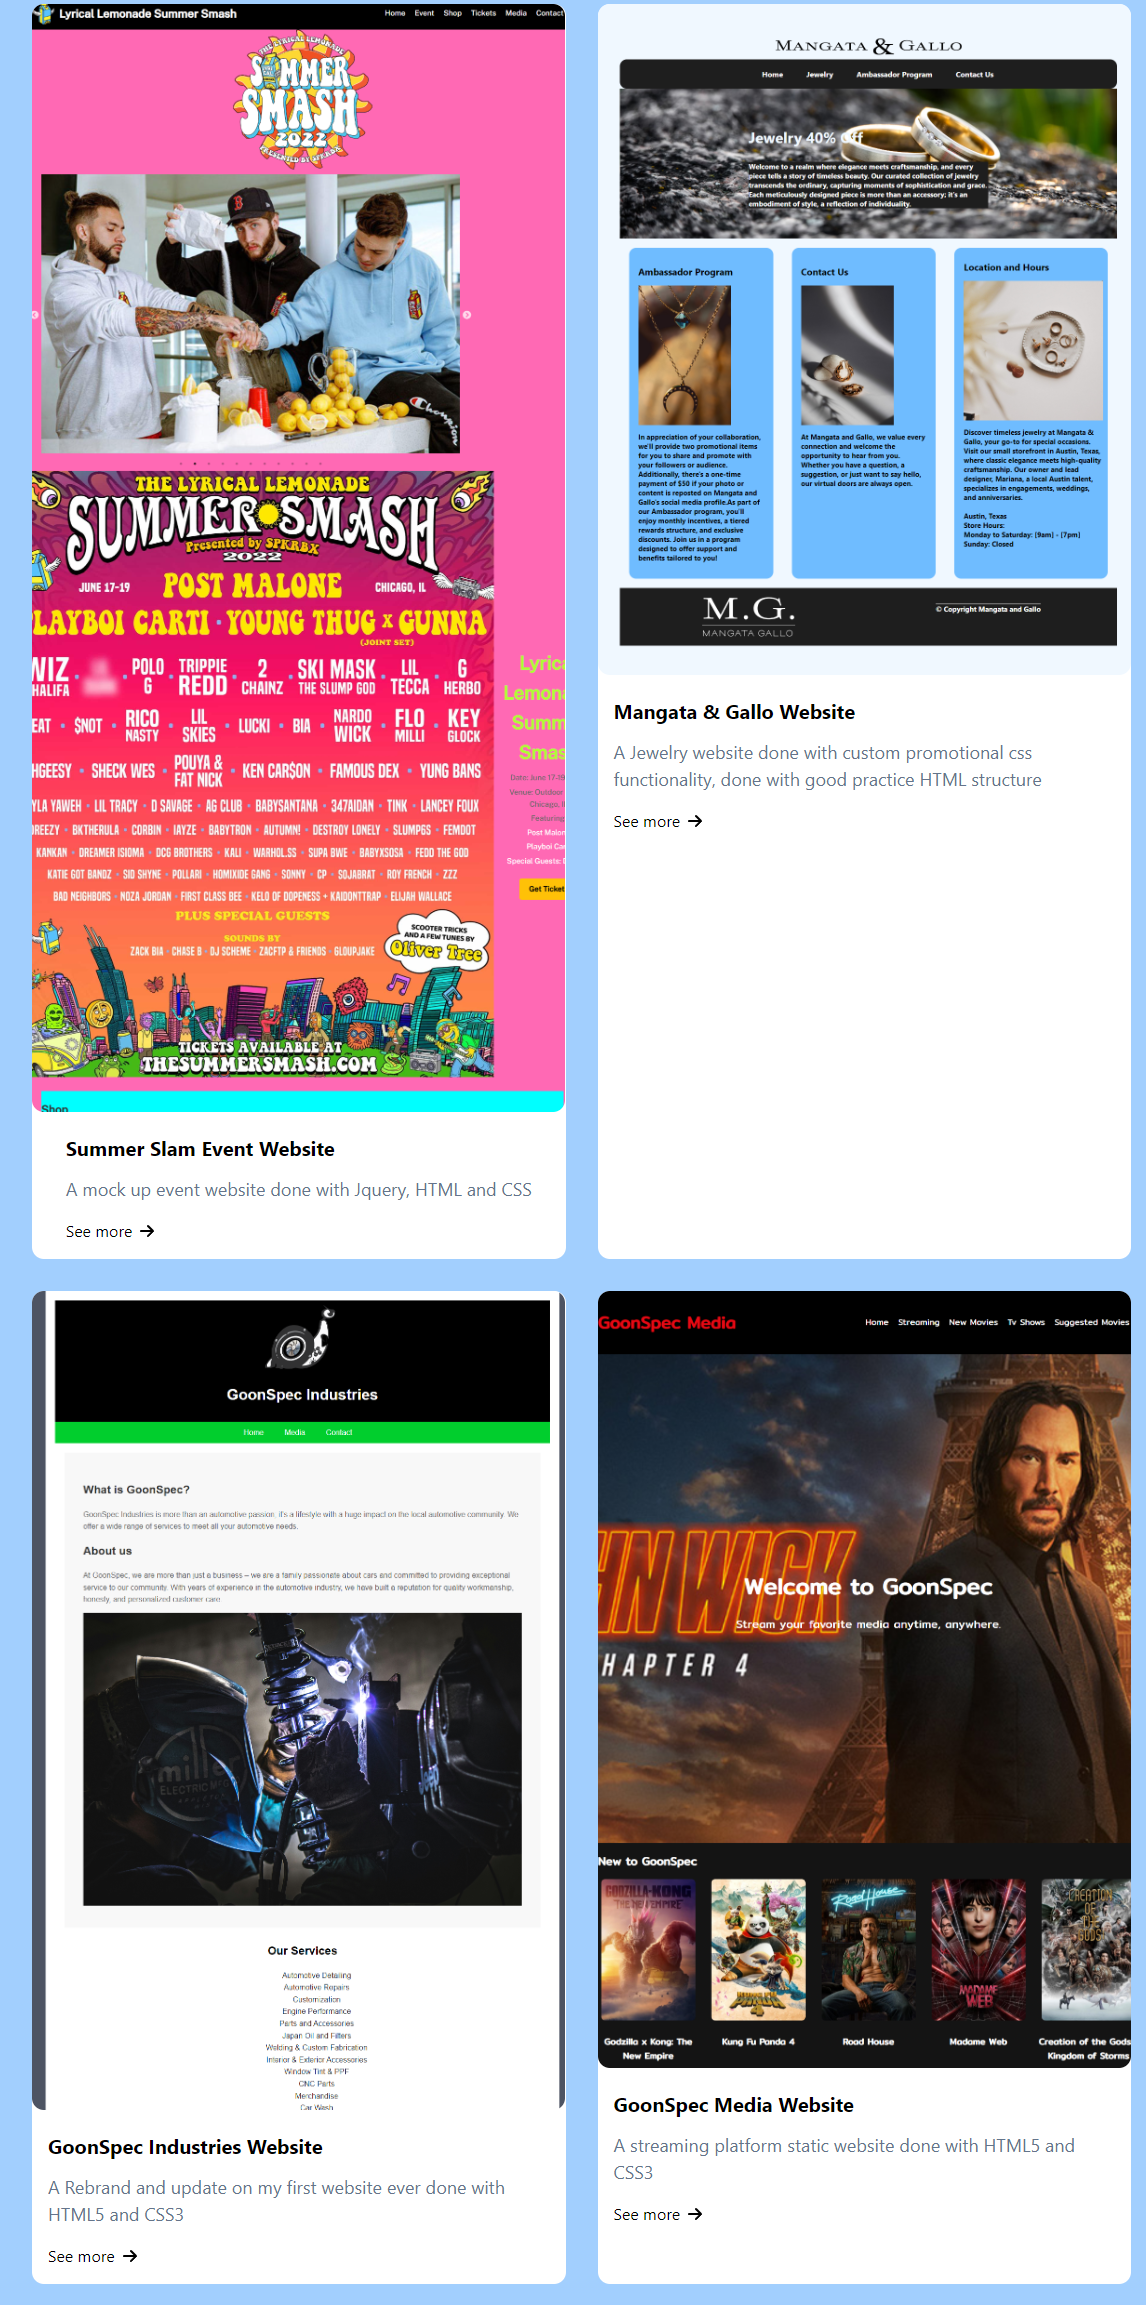 Lyrical Lemonade Summer Smash
Home Event Shop Tickets Media Contact
THE LYRICAL LEMONADE
SUMMER
SMASH
2022
PRESENTED BY SPKRBX
Champion
THE LYRICAL LEMONADE
SUMMER SMASH
Presented by SPKRBX
2022
JUNE 17-19
CHICAGO, IL
POST MALONE
LAYBOI CARTI • YOUNG THUG x GUNNA
(JOINT SET)
WIZ HALIFA • POLO G • TRIPPIE REDD • 2 CHAINZ • SKI MASK THE SLUMP GOD • LIL TECCA • G HERBO
EAT • $NOT • RICO NASTY • LIL SKIES • LUCKI • BIA • NARDO WICK • FLO MILLI • KEY GLOCK
HGEESY • SHECK WES • POUYA & FAT NICK • KEN CAR$ON • FAMOUS DEX • YUNG BANS
YLA YAWEH • LIL TRACY • D SAVAGE • AG CLUB • BABYSANTANA • 347AIDAN • TINK • LANCEY FOUX
DREEZY • BKTHERULA • CORBIN • IAYZE • BABYTRON • AUTUMN! • DESTROY LONELY • SLUMP6S • FEMDOT
KANKAN • DREAMER ISIOMA • DCG BROTHERS • KALI • WARHOL.SS • SUPA BWE • BABYXSOSA • FEDD THE GOD
KATIE GOT BANDZ • SID SHYNE • POLLARI • HOMIXIDE GANG • SONNY • CP • SOJABRAT • ROY FRENCH • ZZZ
BAD NEIGHBORS • NOZA JORDAN • FIRST CLASS BEE • KELO OF DOPENESS + KAIDONTTRAP • ELIJAH WALLACE
PLUS SPECIAL GUESTS
SOUNDS BY
ZACK BIA • CHASE B • DJ SCHEME • ZACFTP & FRIENDS • GLOUPJAKE
SCOOTER TRICKS
AND A FEW TUNES BY
Oliver Tree
TICKETS AVAILABLE AT
THESUMMERSMASH.COM
Lyrica
Lemona
Summ
Smas
Date: June 17-19
Venue: Outdoor
Chicago, I
Featuring
Post Malon
Playboi Car
Special Guests:
Get Ticket
Shop
Summer Slam Event Website
A mock up event website done with Jquery, HTML and CSS
See more
MANGATA & GALLO
Home Jewelry Ambassador Program Contact Us
Jewelry 40% Off
Welcome to a realm where elegance meets craftsmanship, and every
piece tells a story of timeless beauty. Our curated collection of jewelry
transcends the ordinary, capturing moments of sophistication and grace.
Each meticulously designed piece is more than an accessory; it's an
embodiment of style, a reflection of individuality.
Ambassador Program
In appreciation of your collaboration,
we'll provide two promotional items
for you to share and promote with
your followers or audience.
Additionally, there's a one-time
payment of $50 if your photo or
content is reposted on Mangata and
Gallo's social media profile.As part of
our Ambassador program, you'll
enjoy monthly incentives, a tiered
rewards structure, and exclusive
discounts. Join us in a program
designed to offer support and
benefits tailored to you!
Contact Us
At Mangata and Gallo, we value every
connection and welcome the
opportunity to hear from you.
Whether you have a question, a
suggestion, or just want to say hello,
our virtual doors are always open.
Location and Hours
Discover timeless jewelry at Mangata &
Gallo, your go-to for special occasions.
Visit our small storefront in Austin, Texas,
where classic elegance meets high-quality
craftsmanship. Our owner and lead
designer, Mariana, a local Austin talent,
specializes in engagements, weddings,
and anniversaries.
Austin, Texas
Store Hours:
Monday to Saturday: [9am] - [7pm]
Sunday: Closed
M.G.
MANGATA GALLO
© Copyright Mangata and Gallo
Mangata & Gallo Website
A Jewelry website done with custom promotional css
functionality, done with good practice HTML structure
See more
GoonSpec Industries
Home Media Contact
What is GoonSpec?
GoonSpec Industries is more than an automotive passion, it's a lifestyle with a huge impact on the local automotive community. We
offer a wide range of services to meet all your automotive needs.
About us
At GoonSpec, we are more than just a business – we are a family passionate about cars and committed to providing exceptional
service to our community. With years of experience in the automotive industry, we have built a reputation for quality workmanship,
honesty, and personalized customer care.
miller
ELECTRIC MFG
Jeep
Our Services
Automotive Detailing
Automotive Repairs
Customization
Engine Performance
Parts and Accessories
Japan Oil and Filters
Welding & Custom Fabrication
Interior & Exterior Accessories
Window Tint & PPF
CNC Parts
Merchandise
Car Wash
GoonSpec Industries Website
A Rebrand and update on my first website ever done with
HTML5 and CSS3
See more
GoonSpec Media
Home Streaming New Movies Tv Shows Suggested Movies
HN WICK
HAPTER 4
Welcome to GoonSpec
Stream your favorite media anytime, anywhere.
New to GoonSpec
GODZILLA-KONG
THE NEW EMPIRE
PANDA
4
Road House
MADAME
WEB
CREATION
OF THE
GODS
Godzilla x Kong: The
New Empire
Kung Fu Panda 4
Road House
Madame Web
Creation of the Gods
Kingdom of Storms
GoonSpec Media Website
A streaming platform static website done with HTML5 and
CSS3
See more